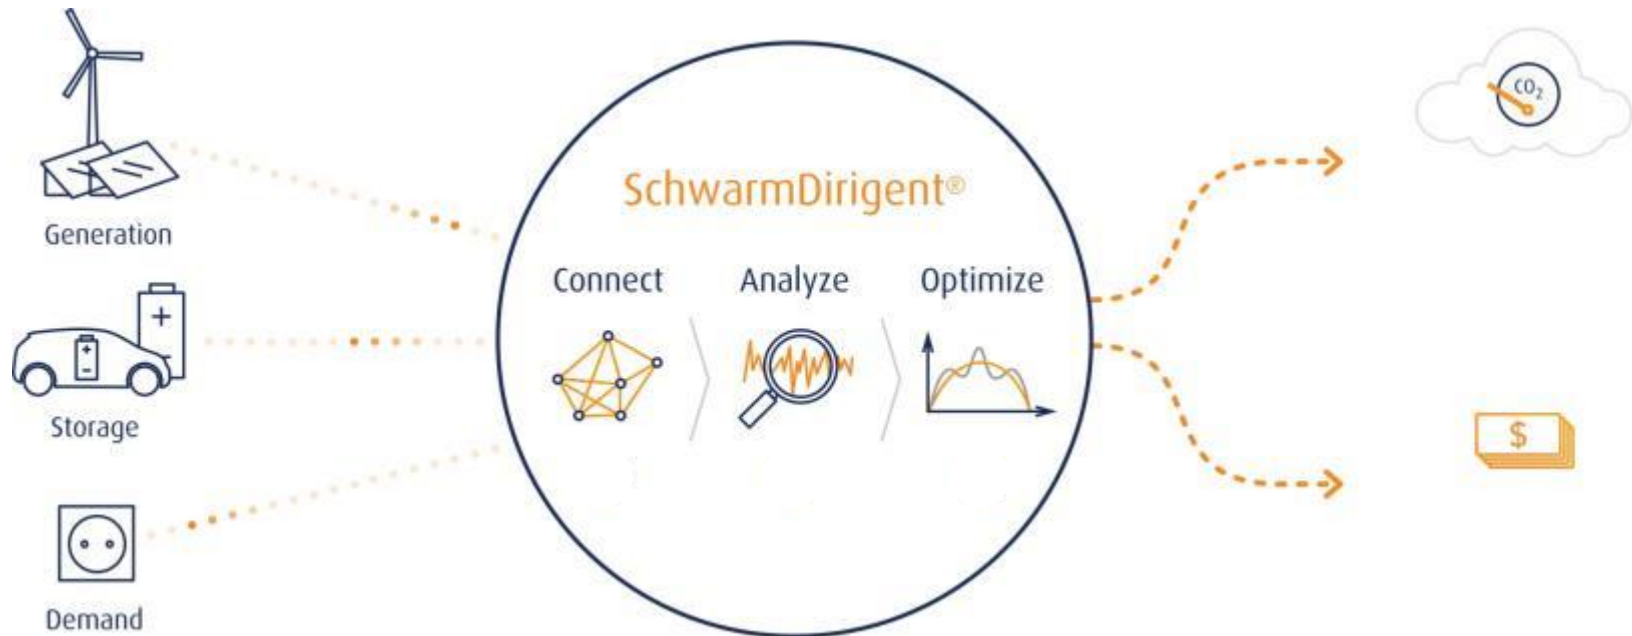 Generation
Storage
Demand
SchwarmDirigent®
Connect
Analyze
Optimize
+
-
+
-
CO₂
$